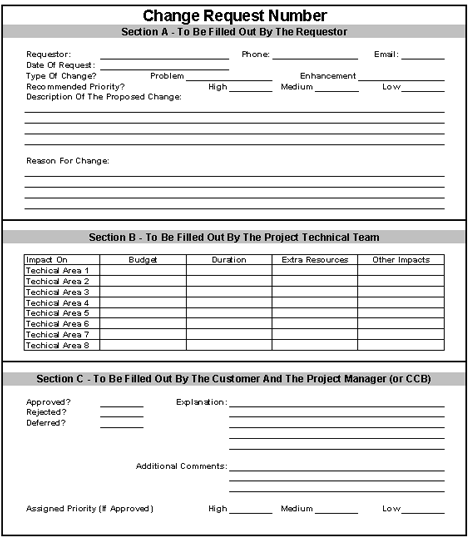 Change Request Number
Section A - To Be Filled Out By The Requestor
Requestor: Phone: Email:
Date Of Request:
Type Of Change? Problem Enhancement
Recommended Priority? High Medium Low
Description Of The Proposed Change:
Reason For Change:
Section B - To Be Filled Out By The Project Technical Team
Impact On Budget Duration Extra Resources Other Impacts
Techical Area 1
Techical Area 2
Techical Area 3
Techical Area 4
Techical Area 5
Techical Area 6
Techical Area 7
Techical Area 8
Section C - To Be Filled Out By The Customer And The Project Manager (or CCB)
Approved? Explanation:
Rejected?
Deferred?
Additional Comments:
Assigned Priority (If Approved) High Medium Low